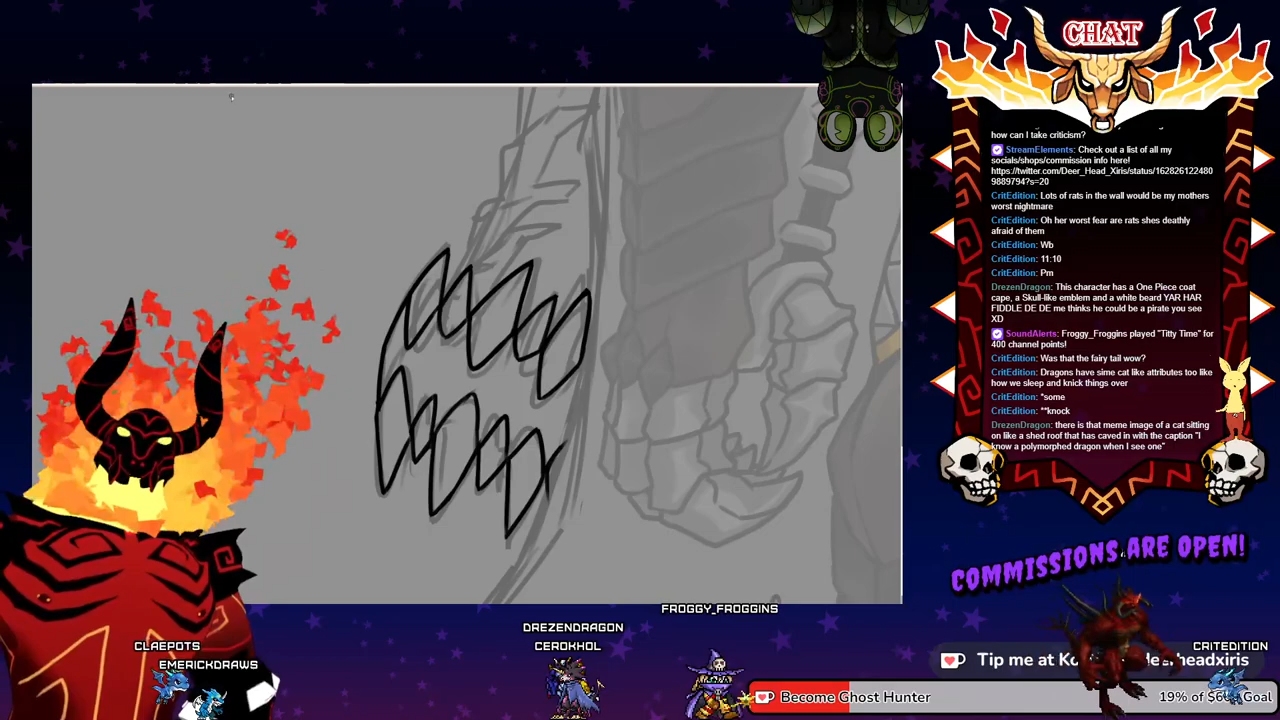 CHAT
how can I take criticism?
StreamElements: Check out a list of all my
socials/shops/commission info here!
https://twitter.com/Deer_Head_Xiris/status/162826122480
9889794?s=20
CritEdition: Lots of rats in the wall would be my mothers
worst nightmare
CritEdition: Oh her worst fear are rats shes deathly
afraid of them
CritEdition: Wb
CritEdition: 11:10
CritEdition: Pm
DrezenDragon: This character has a One Piece coat
cape, a Skull-like emblem and a white beard YAR HAR
FIDDLE DE DE me thinks he could be a pirate you see
XD
SoundAlerts: Froggy_Froggins played "Titty Time" for
400 channel points!
CritEdition: Was that the fairy tail wow?
CritEdition: Dragons have sime cat like attributes too like
how we sleep and knick things over
CritEdition: *some
CritEdition: **knock
DrezenDragon: there is that meme image of a cat sitting
on like a shed roof that has caved in with the caption "I
know a polymorphed dragon when I see one"
COMMISSIONS ARE OPEN!
FROGGY_FROGGINS
DREZENDRAGON
CEROKHOL
CLAEPOTS
EMERICKDRAWS
CRITEDITION
Tip me at
Become Ghost Hunter
19% of
Goal